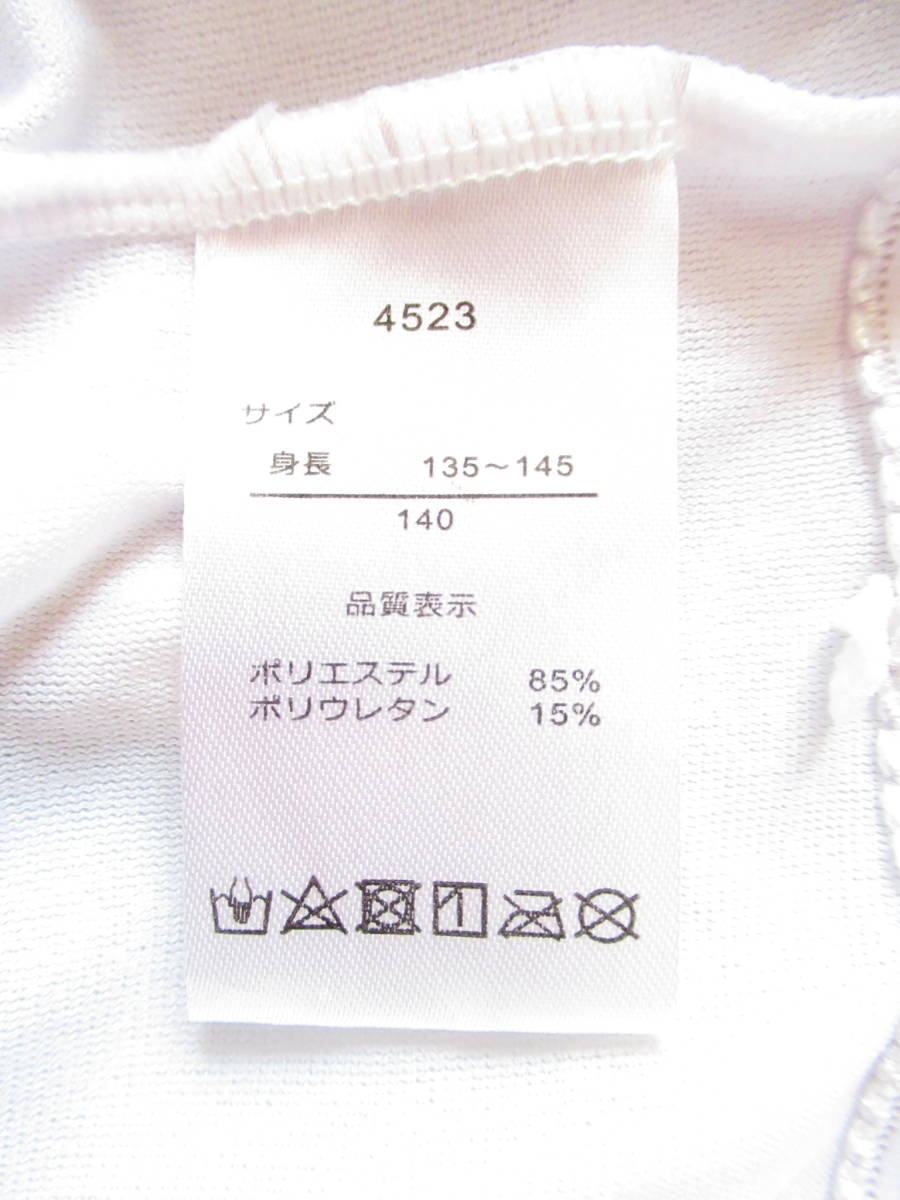 4523
サイズ
身長 135～145
140
品質表示
ポリエステル 85%
ポリウレタン 15%